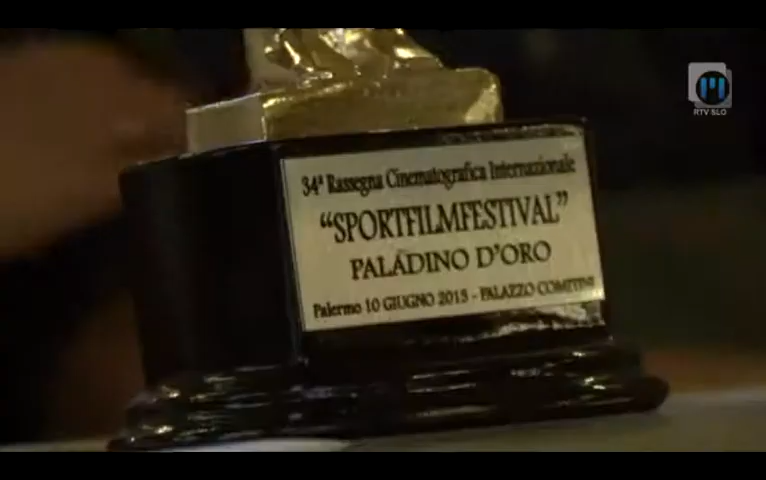 RTV SLO
34ª Rassegna Cinematografica Internazionale
“SPORTFILMFESTIVAL”
PALADINO D’ORO
Palermo 10 GIUGNO 2015 - PALAZZO COMITINI